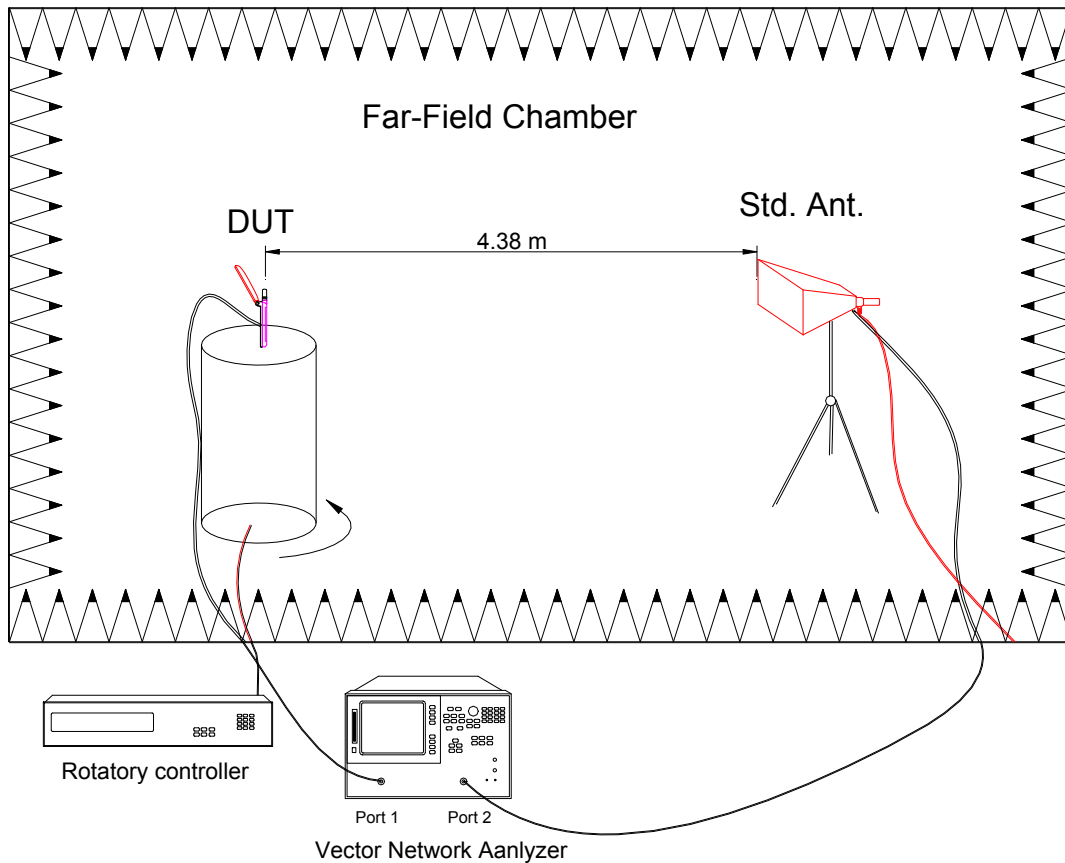 Far-Field Chamber
Std. Ant.
DUT
4.38 m
Rotatory controller
Port 1
Port 2
Vector Network Aanlyzer